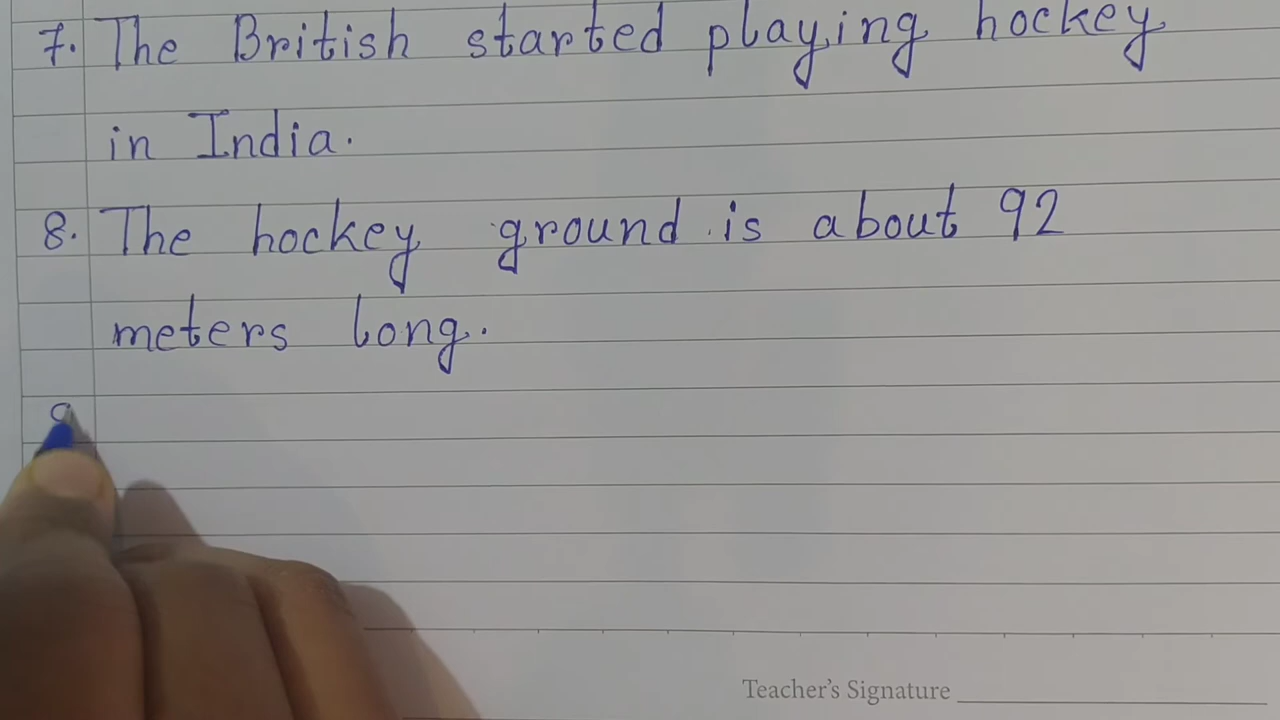 7. The British started playing hockey
in India.
8. The hockey ground is about 92
meters long.
9
Teacher's Signature